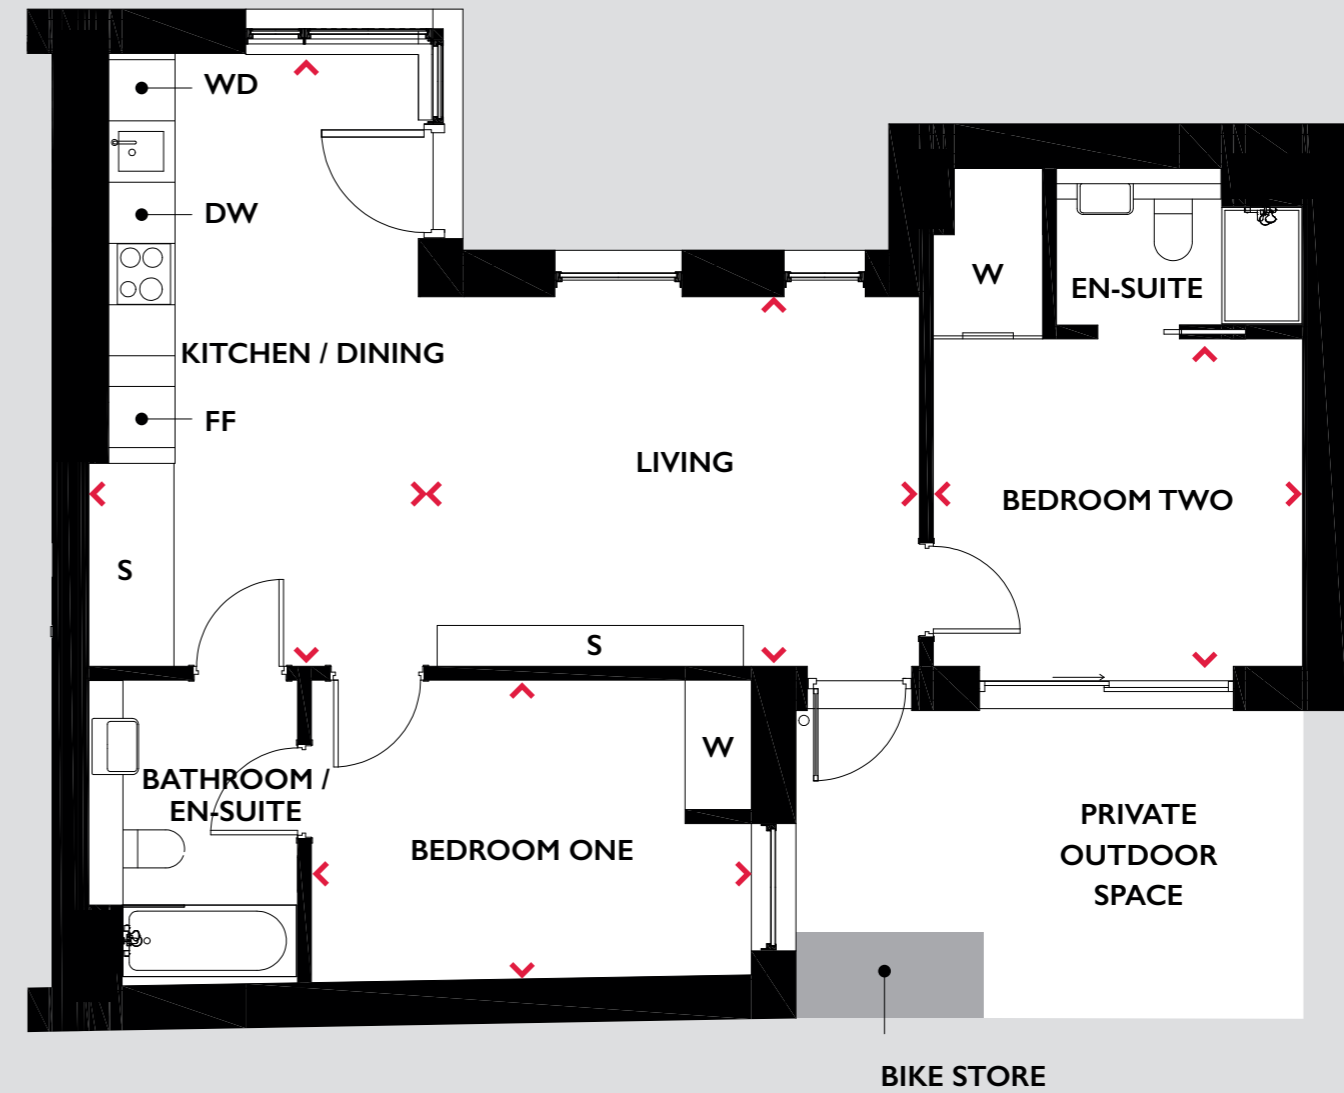 WD
DW
W
EN-SUITE
KITCHEN / DINING
FF
LIVING
BEDROOM TWO
S
S
W
BATHROOM /
EN-SUITE
BEDROOM ONE
PRIVATE
OUTDOOR
SPACE
BIKE STORE